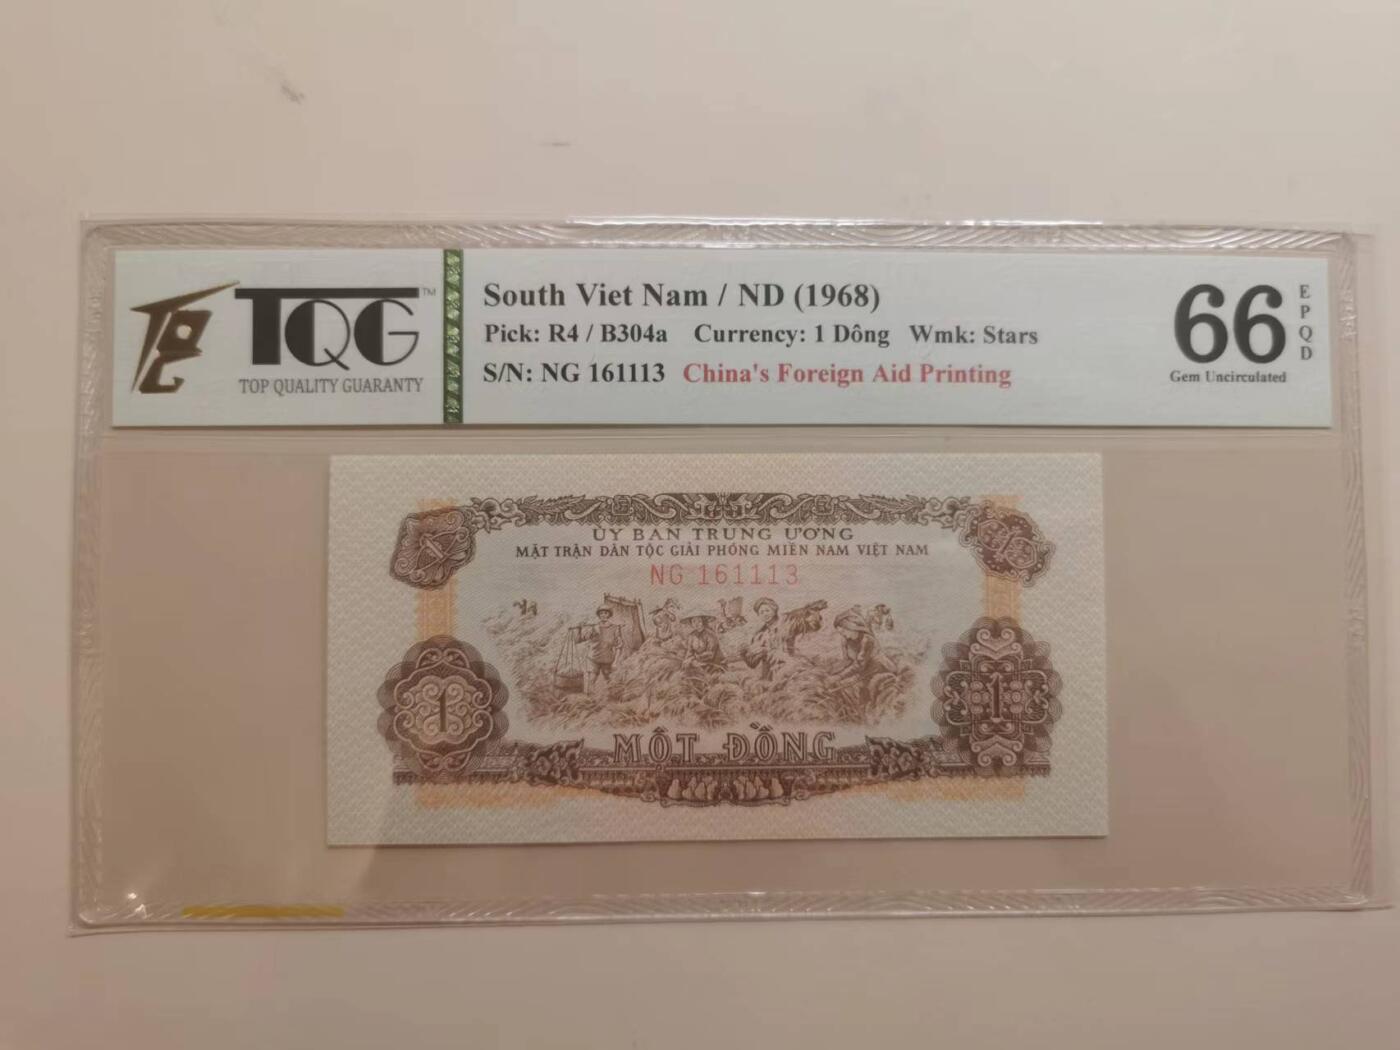 TQG™
TOP QUALITY GUARANTY
South Viet Nam / ND (1968)
Pick: R4 / B304a Currency: 1 Dông Wmk: Stars
S/N: NG 161113 China's Foreign Aid Printing
66
EPQD
Gem Uncirculated
ỦY BAN TRUNG ƯƠNG
MẶT TRẬN DÂN TỘC GIẢI PHÓNG MIỀN NAM VIỆT NAM
NG 161113
1 1
MỘT ĐỒNG